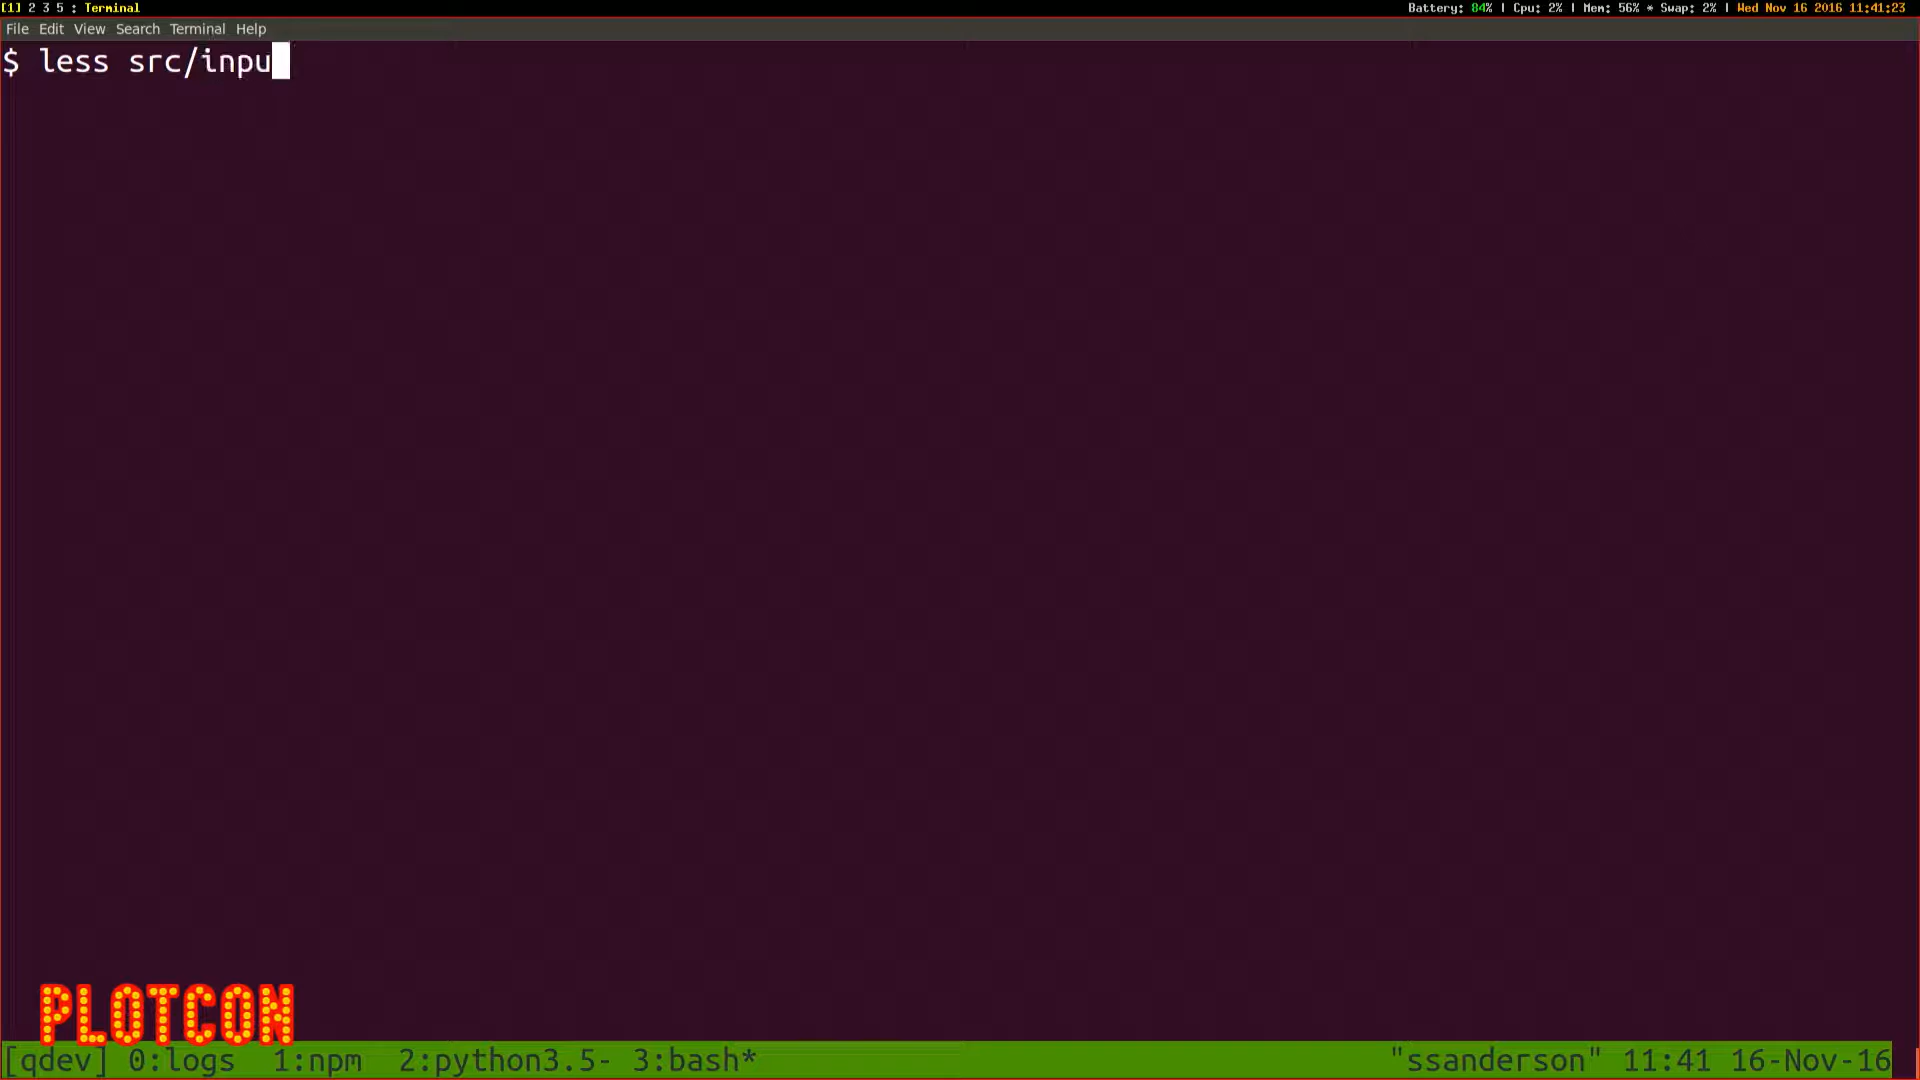 [1] 2 3 5 : Terminal
Battery: 84% | Cpu: 2% | Mem: 56% * Swap: 2% | Wed Nov 16 2016 11:41:23
File Edit View Search Terminal Help
$ less src/inpu
PLOTCON
[qdev] 0:logs 1:npm 2:python3.5- 3:bash* "ssanderson" 11:41 16-Nov-16